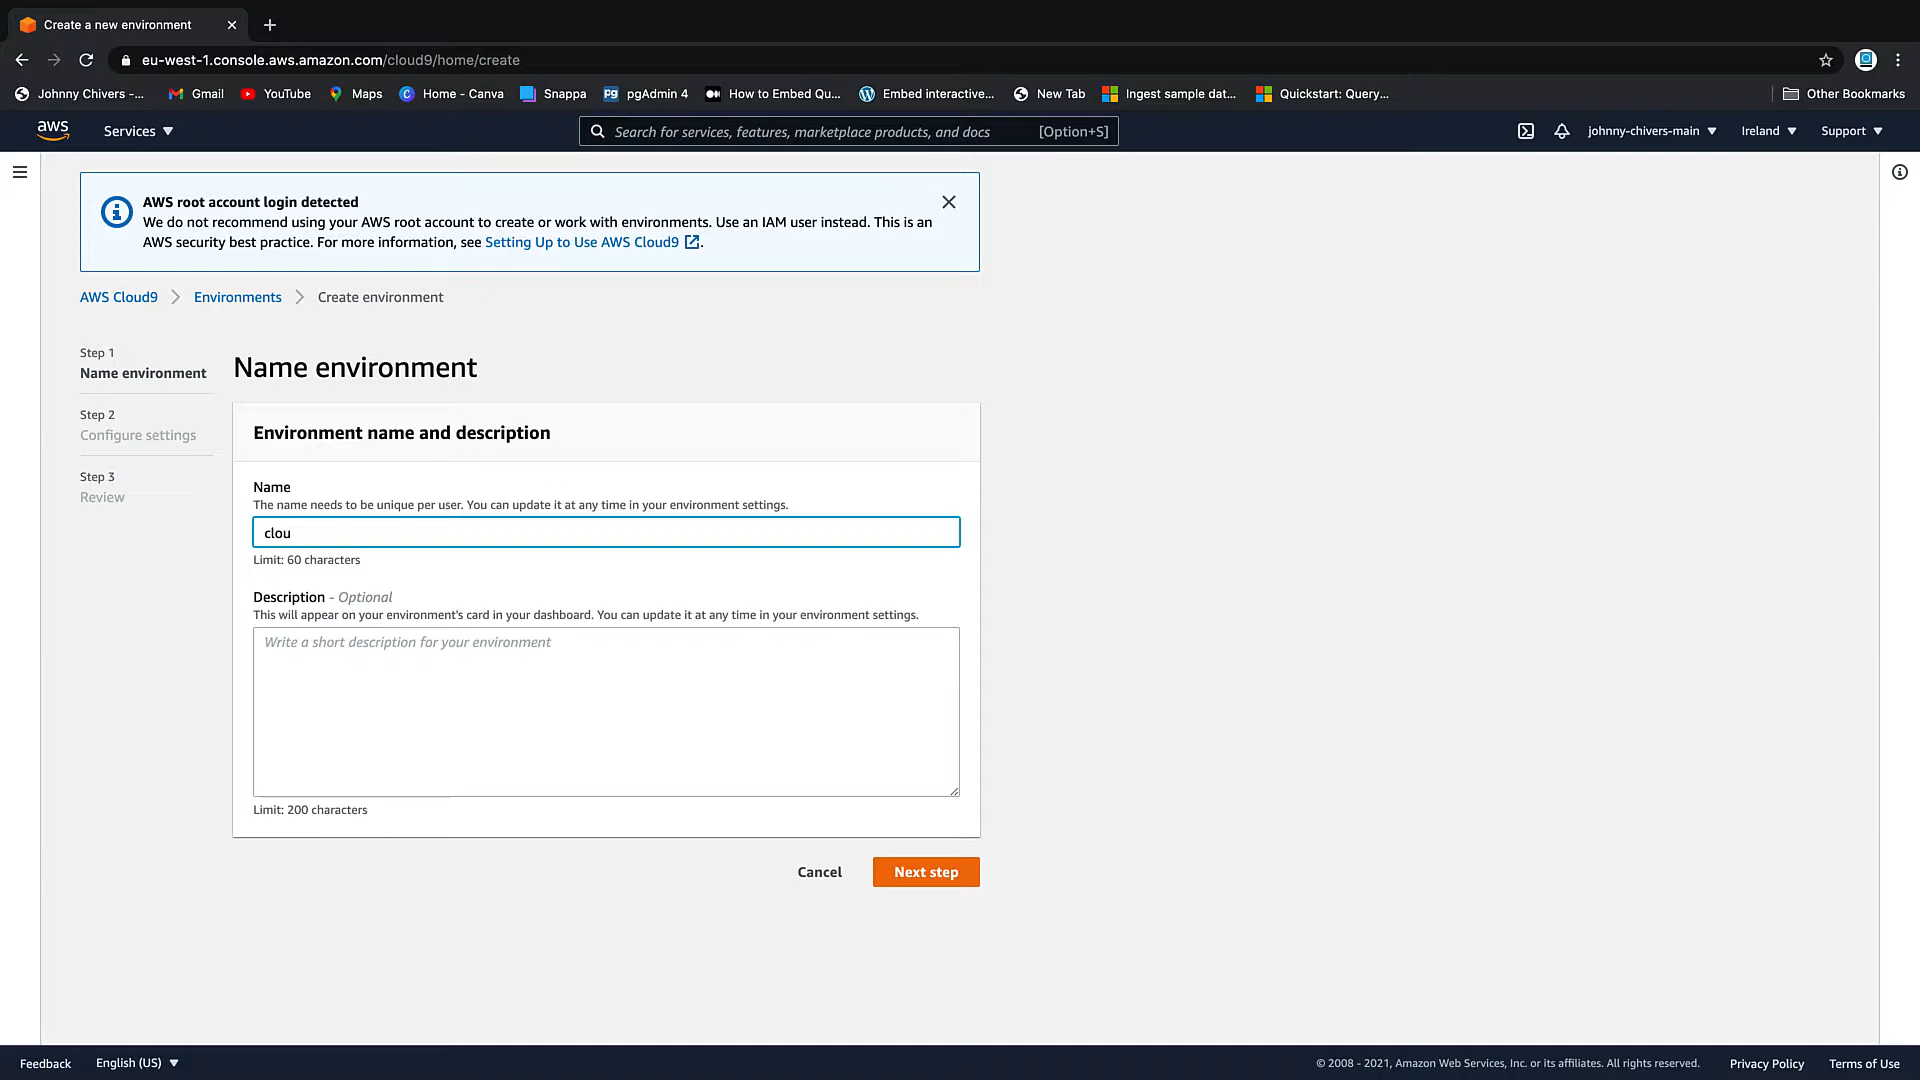 Create a new environment
eu-west-1.console.aws.amazon.com/cloud9/home/create
Johnny Chivers -... Gmail YouTube Maps Home - Canva Snappa pgAdmin 4 How to Embed Qu... Embed interactive... New Tab Ingest sample dat... Quickstart: Query... Other Bookmarks
aws Services Search for services, features, marketplace products, and docs [Option+S] johnny-chivers-main Ireland Support
AWS root account login detected
We do not recommend using your AWS root account to create or work with environments. Use an IAM user instead. This is an
AWS security best practice. For more information, see Setting Up to Use AWS Cloud9.
AWS Cloud9 Environments Create environment
Step 1
Name environment
Step 2
Configure settings
Step 3
Review
Name environment
Environment name and description
Name
The name needs to be unique per user. You can update it at any time in your environment settings.
clou
Limit: 60 characters
Description - Optional
This will appear on your environment's card in your dashboard. You can update it at any time in your environment settings.
Write a short description for your environment
Limit: 200 characters
Cancel Next step
Feedback English (US) © 2008 - 2021, Amazon Web Services, Inc. or its affiliates. All rights reserved. Privacy Policy Terms of Use